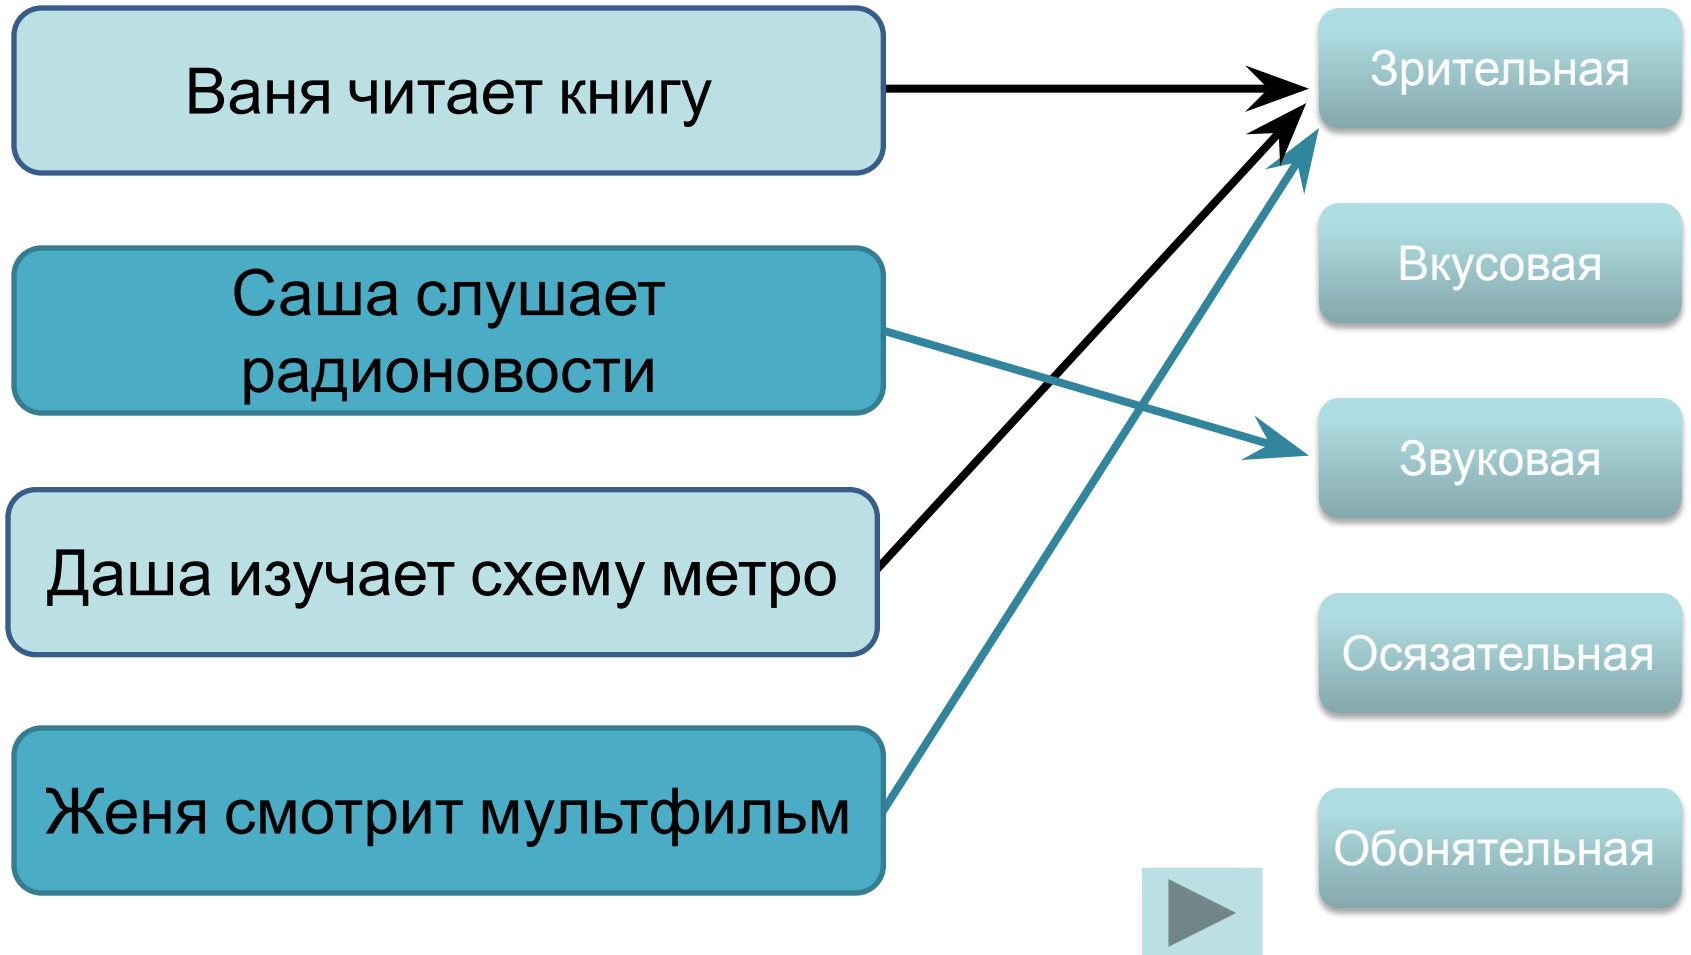 Ваня читает книгу
Саша слушает
радионовости
Даша изучает схему метро
Женя смотрит мультфильм
Зрительная
Вкусовая
Звуковая
Осязательная
Обонятельная